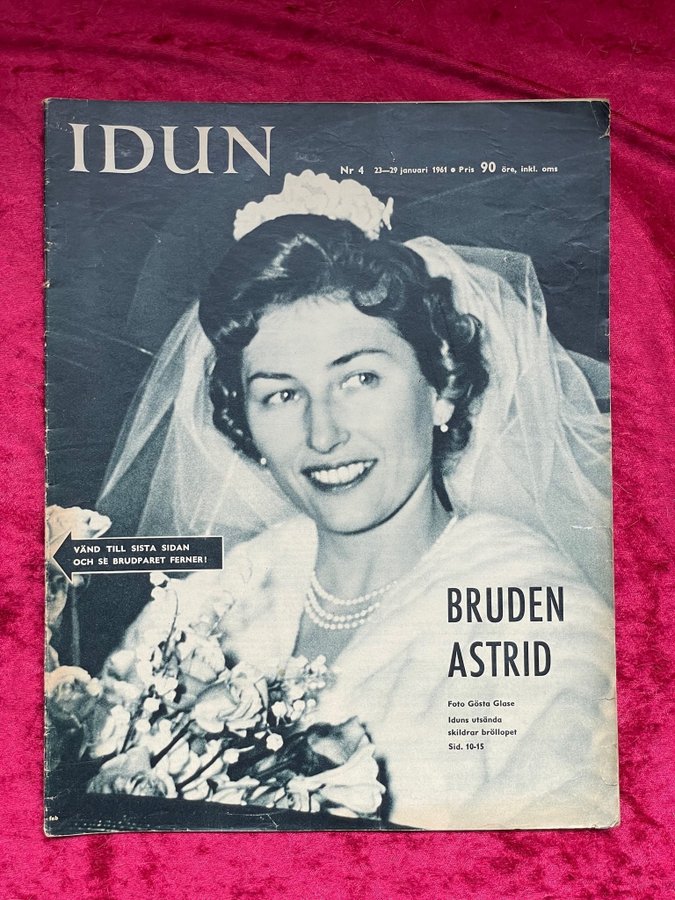 IDUN
Nr 4 23—29 januari 1961 • Pris 90 öre, inkl. oms
VÄND TILL SISTA SIDAN
OCH SE BRUDPARET FERNER!
BRUDEN
ASTRID
Foto Gösta Glase
Iduns utsända
skildrar bröllopet
Sid. 10-15
feb